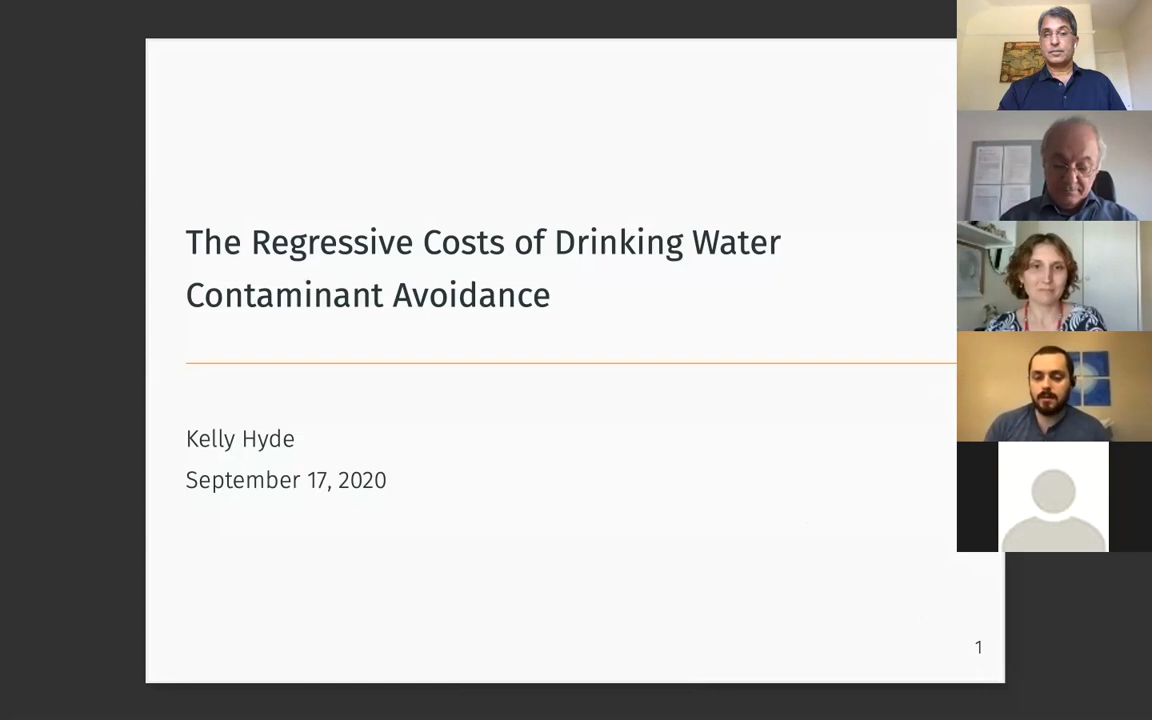 The Regressive Costs of Drinking Water
Contaminant Avoidance
Kelly Hyde
September 17, 2020
1